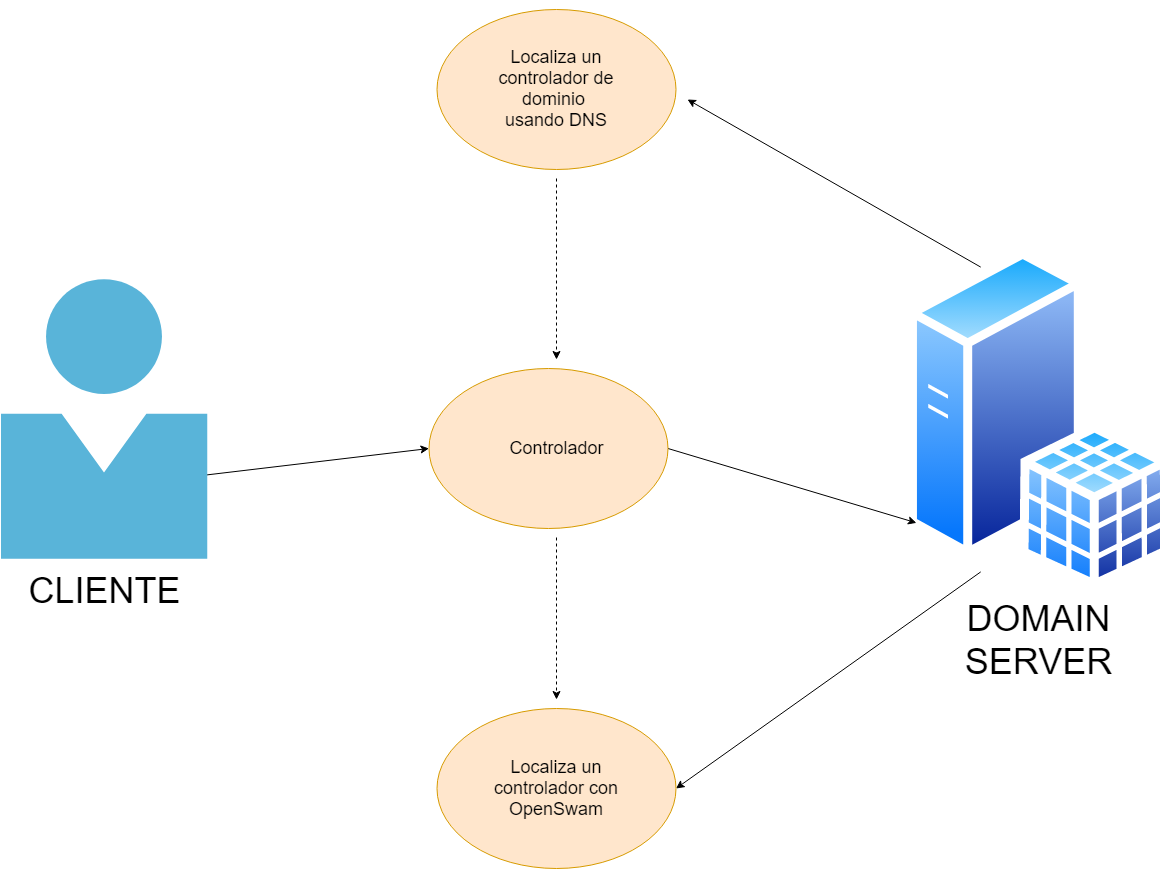 Localiza un
controlador de
dominio
usando DNS
Controlador
CLIENTE
DOMAIN
SERVER
Localiza un
controlador con
OpenSwam